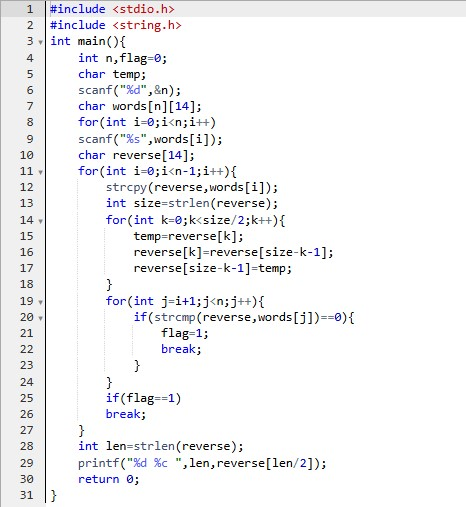 1 #include <stdio.h>
2 #include <string.h>
3 int main(){
4     int n,flag=0;
5     char temp;
6     scanf("%d",&n);
7     char words[n][14];
8     for(int i=0;i<n;i++)
9     scanf("%s",words[i]);
10     char reverse[14];
11     for(int i=0;i<n-1;i++){
12         strcpy(reverse,words[i]);
13         int size=strlen(reverse);
14         for(int k=0;k<size/2;k++){
15             temp=reverse[k];
16             reverse[k]=reverse[size-k-1];
17             reverse[size-k-1]=temp;
18         }
19         for(int j=i+1;j<n;j++){
20             if(strcmp(reverse,words[j])==0){
21                 flag=1;
22                 break;
23             }
24         }
25         if(flag==1)
26         break;
27     }
28     int len=strlen(reverse);
29     printf("%d %c ",len,reverse[len/2]);
30     return 0;
31 }